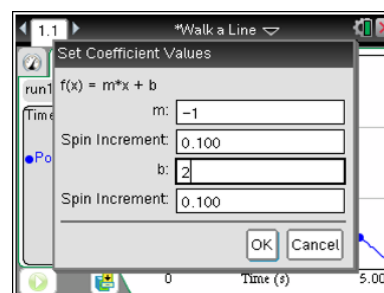 1.1 *Walk a Line
Set Coefficient Values
run1
f(x) = m*x + b
Time
m: -1
Spin Increment: 0.100
Po
b: 2
Spin Increment: 0.100
OK Cancel
0 Time (s) 5.00